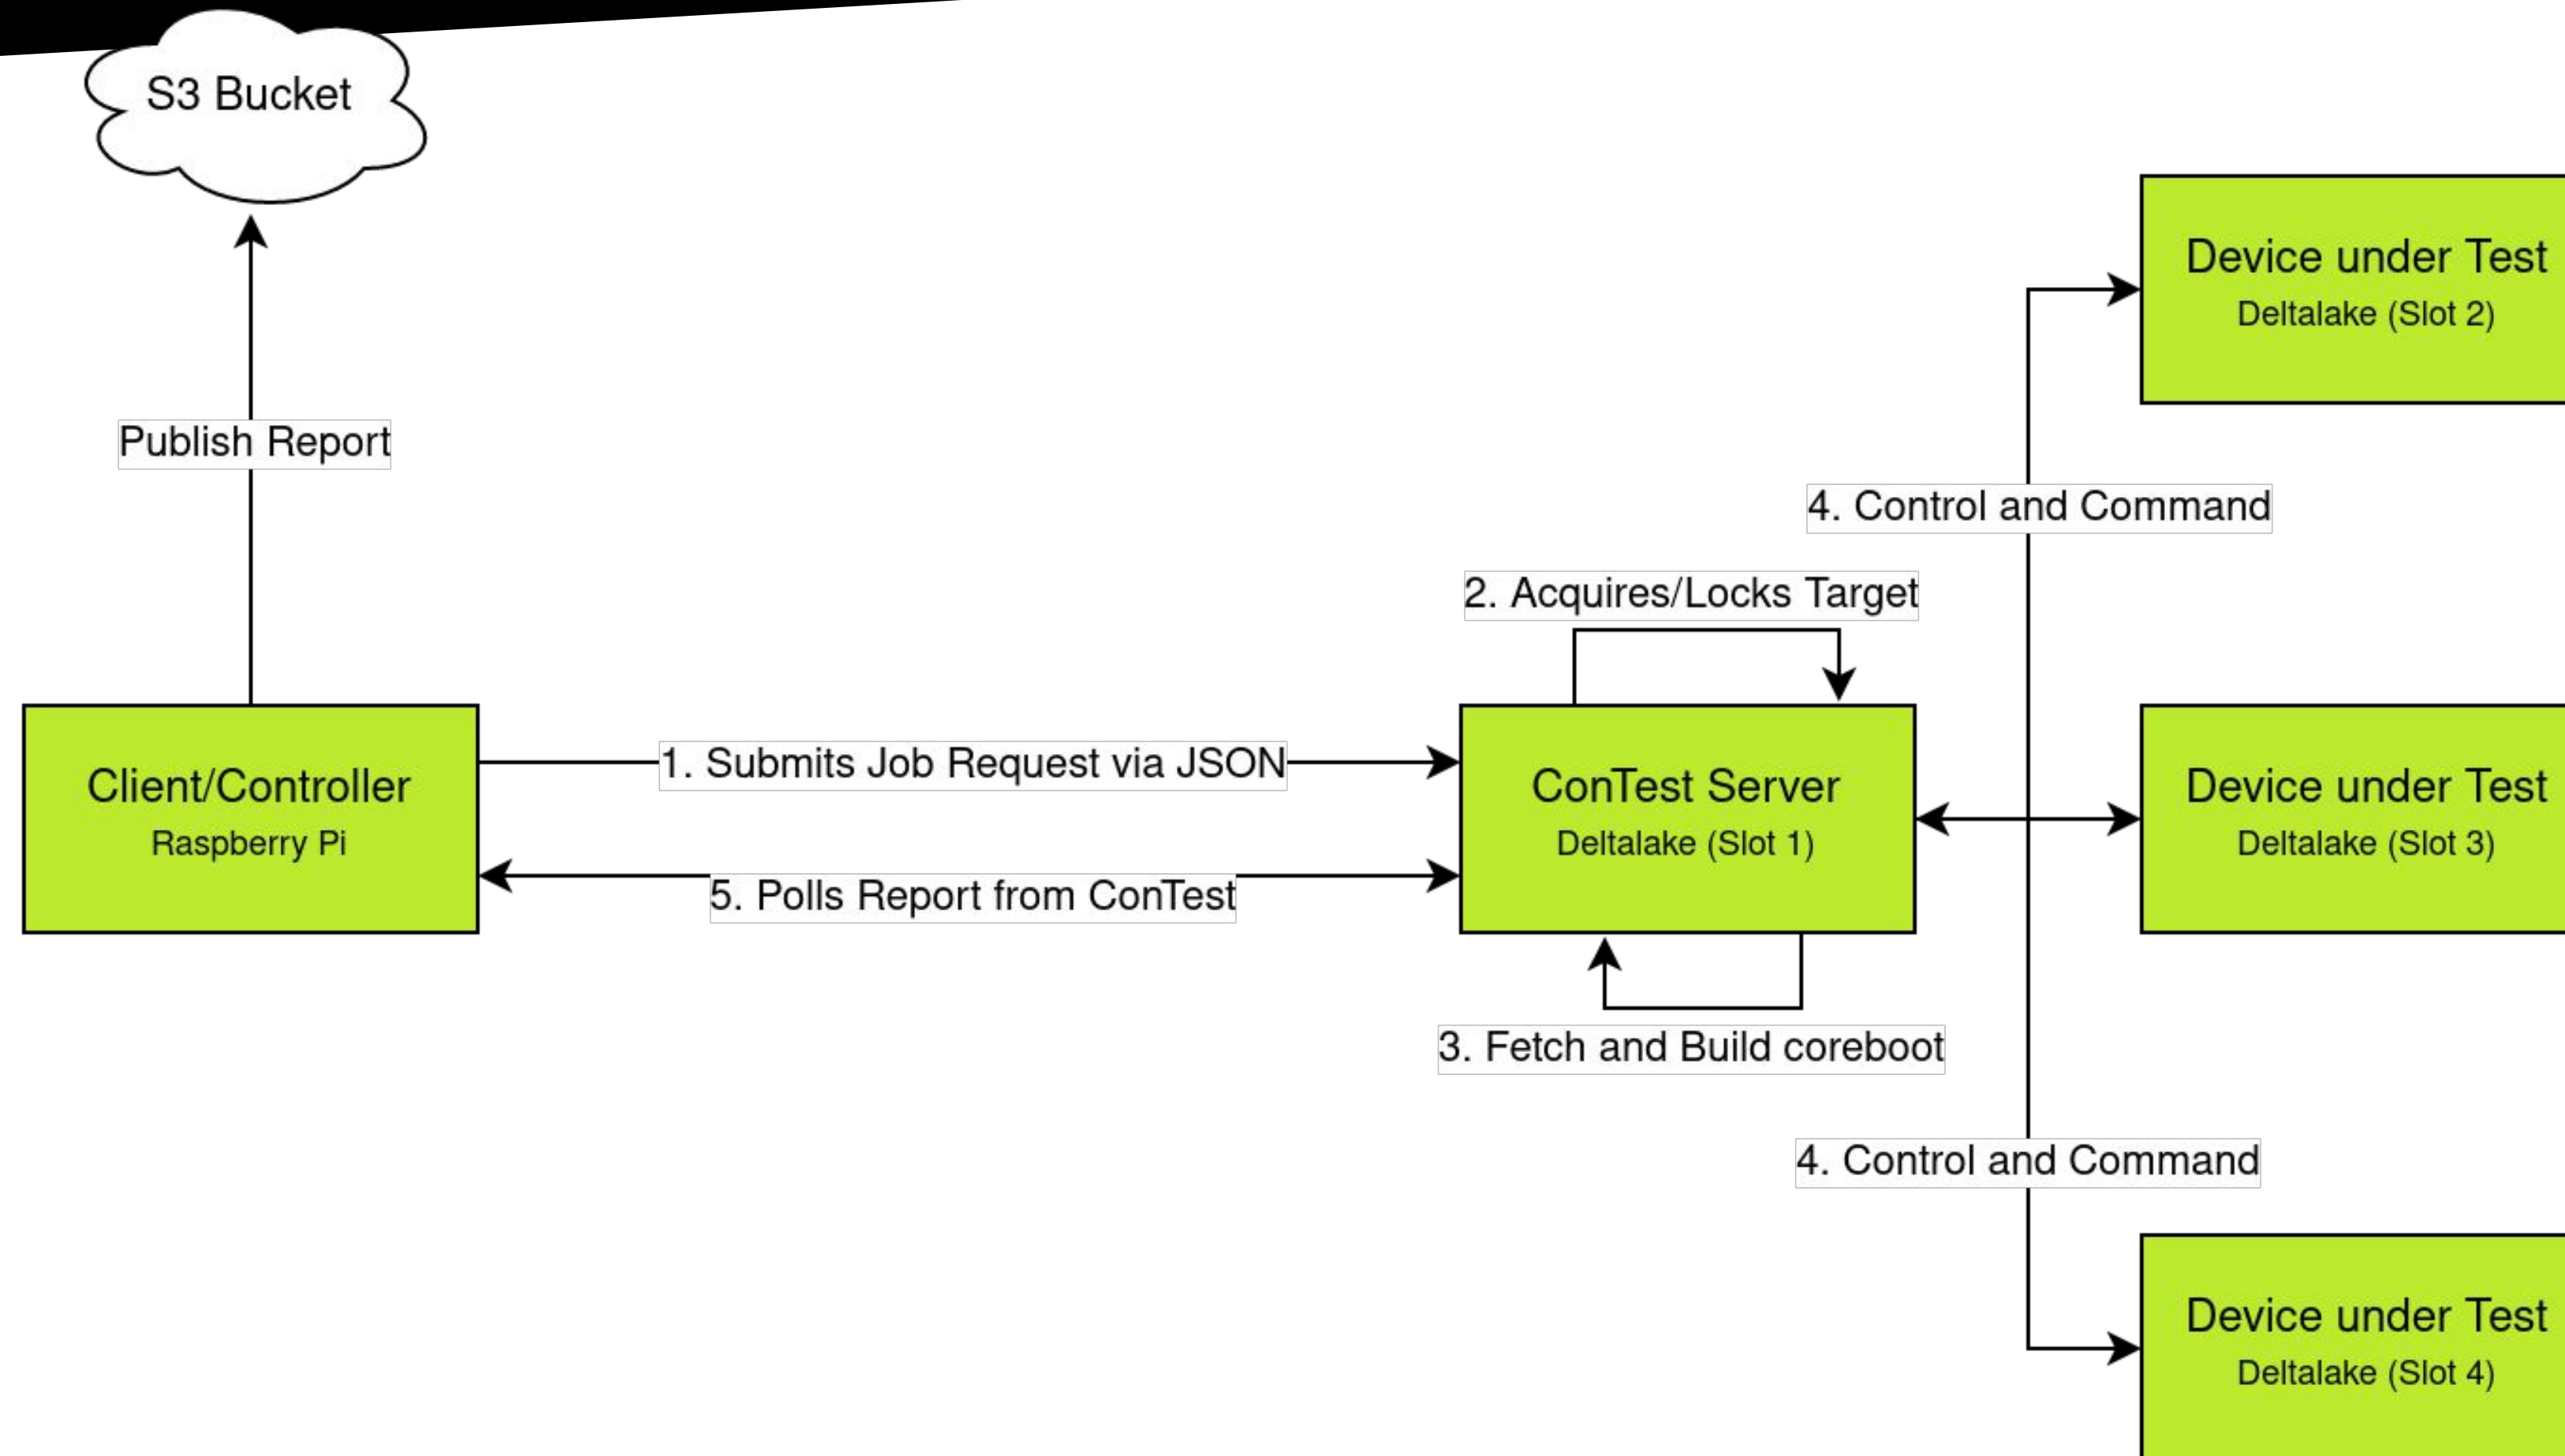 S3 Bucket
Device under Test
Deltalake (Slot 2)
Publish Report
4. Control and Command
2. Acquires/Locks Target
Client/Controller
Raspberry Pi
1. Submits Job Request via JSON
5. Polls Report from ConTest
ConTest Server
Deltalake (Slot 1)
Device under Test
Deltalake (Slot 3)
3. Fetch and Build coreboot
4. Control and Command
Device under Test
Deltalake (Slot 4)